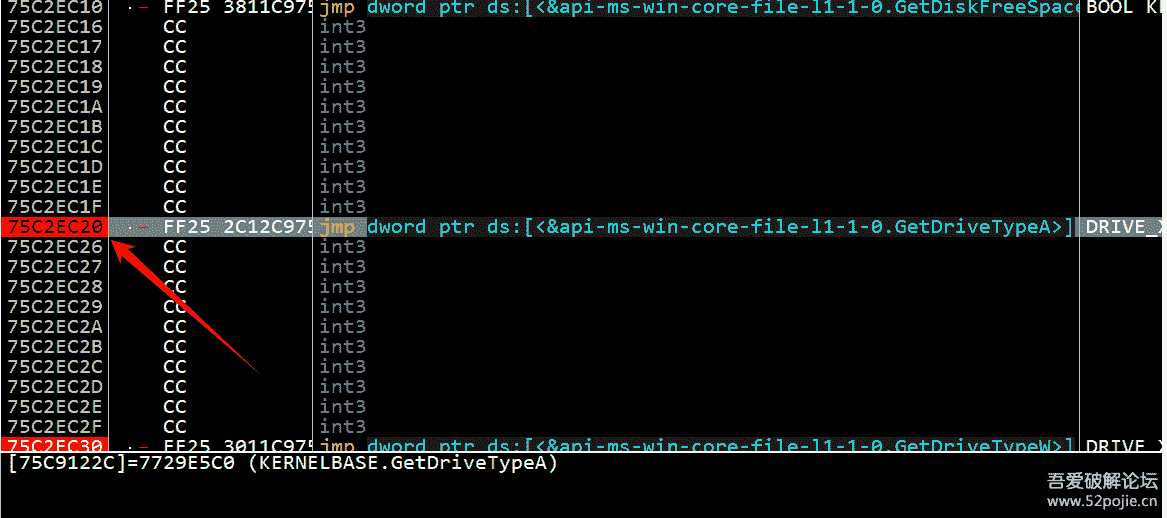 75C2EC10 FF25 3811C975 jmp dword ptr ds:[<&api-ms-win-core-file-l1-1-0.GetDiskFreeSpace BOOL
75C2EC16 CC int3
75C2EC17 CC int3
75C2EC18 CC int3
75C2EC19 CC int3
75C2EC1A CC int3
75C2EC1B CC int3
75C2EC1C CC int3
75C2EC1D CC int3
75C2EC1E CC int3
75C2EC1F CC int3
75C2EC20 FF25 2C12C975 jmp dword ptr ds:[<&api-ms-win-core-file-l1-1-0.GetDriveTypeA>] DRIVE_
75C2EC26 CC int3
75C2EC27 CC int3
75C2EC28 CC int3
75C2EC29 CC int3
75C2EC2A CC int3
75C2EC2B CC int3
75C2EC2C CC int3
75C2EC2D CC int3
75C2EC2E CC int3
75C2EC2F CC int3
75C2EC30 FF25 3011C975 jmp dword ptr ds:[<&api-ms-win-core-file-l1-1-0.GetDriveTypeW>] DRIVE_
[75C9122C]=7729E5C0 (KERNELBASE.GetDriveTypeA)
吾爱破解论坛
www.52pojie.cn